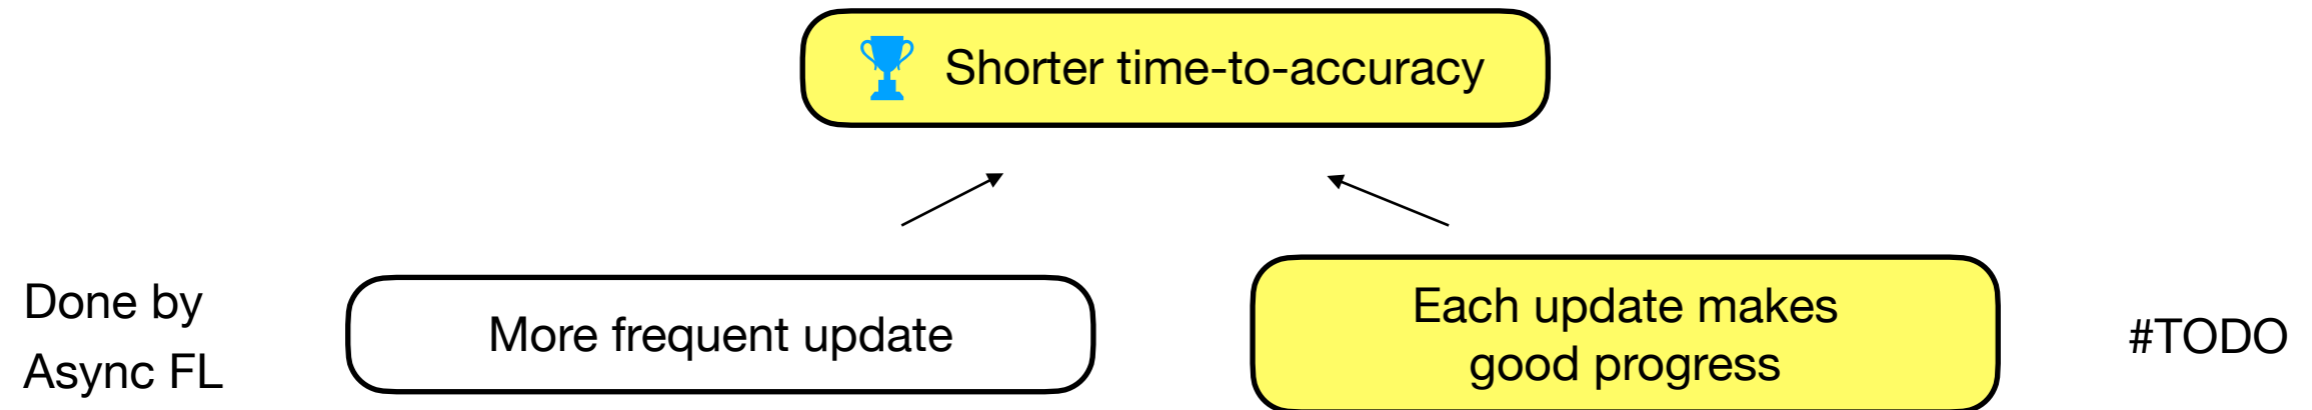 Shorter time-to-accuracy
Done by
Async FL
More frequent update
Each update makes
good progress
#TODO